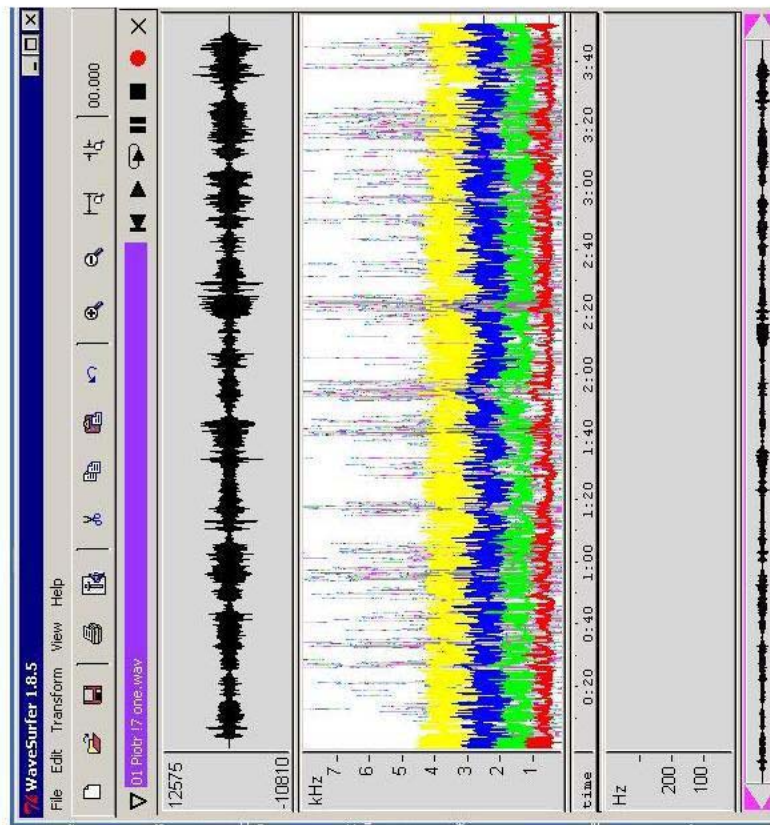 WaveSurfer 1.8.5
File Edit Transform View Help
00.000
01 Piotr !7 one.wav
12575
-10810
kHz
7
6
5
4
3
2
1
time 0:20 0:40 1:00 1:20 1:40 2:00 2:20 2:40 3:00 3:20 3:40
Hz
200
100